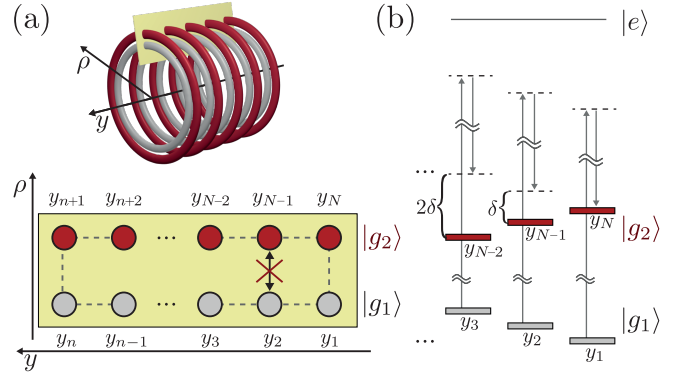 (a)
ρ
y
ρ
y_{n+1} y_{n+2} y_{N-2} y_{N-1} y_N
... |g_2⟩
... |g_1⟩
y_n y_{n-1} y_3 y_2 y_1
y
(b)
|e⟩
...
2δ
δ
y_N
y_{N-1}
y_{N-2}
|g_2⟩
y_3
y_2
y_1
|g_1⟩
...